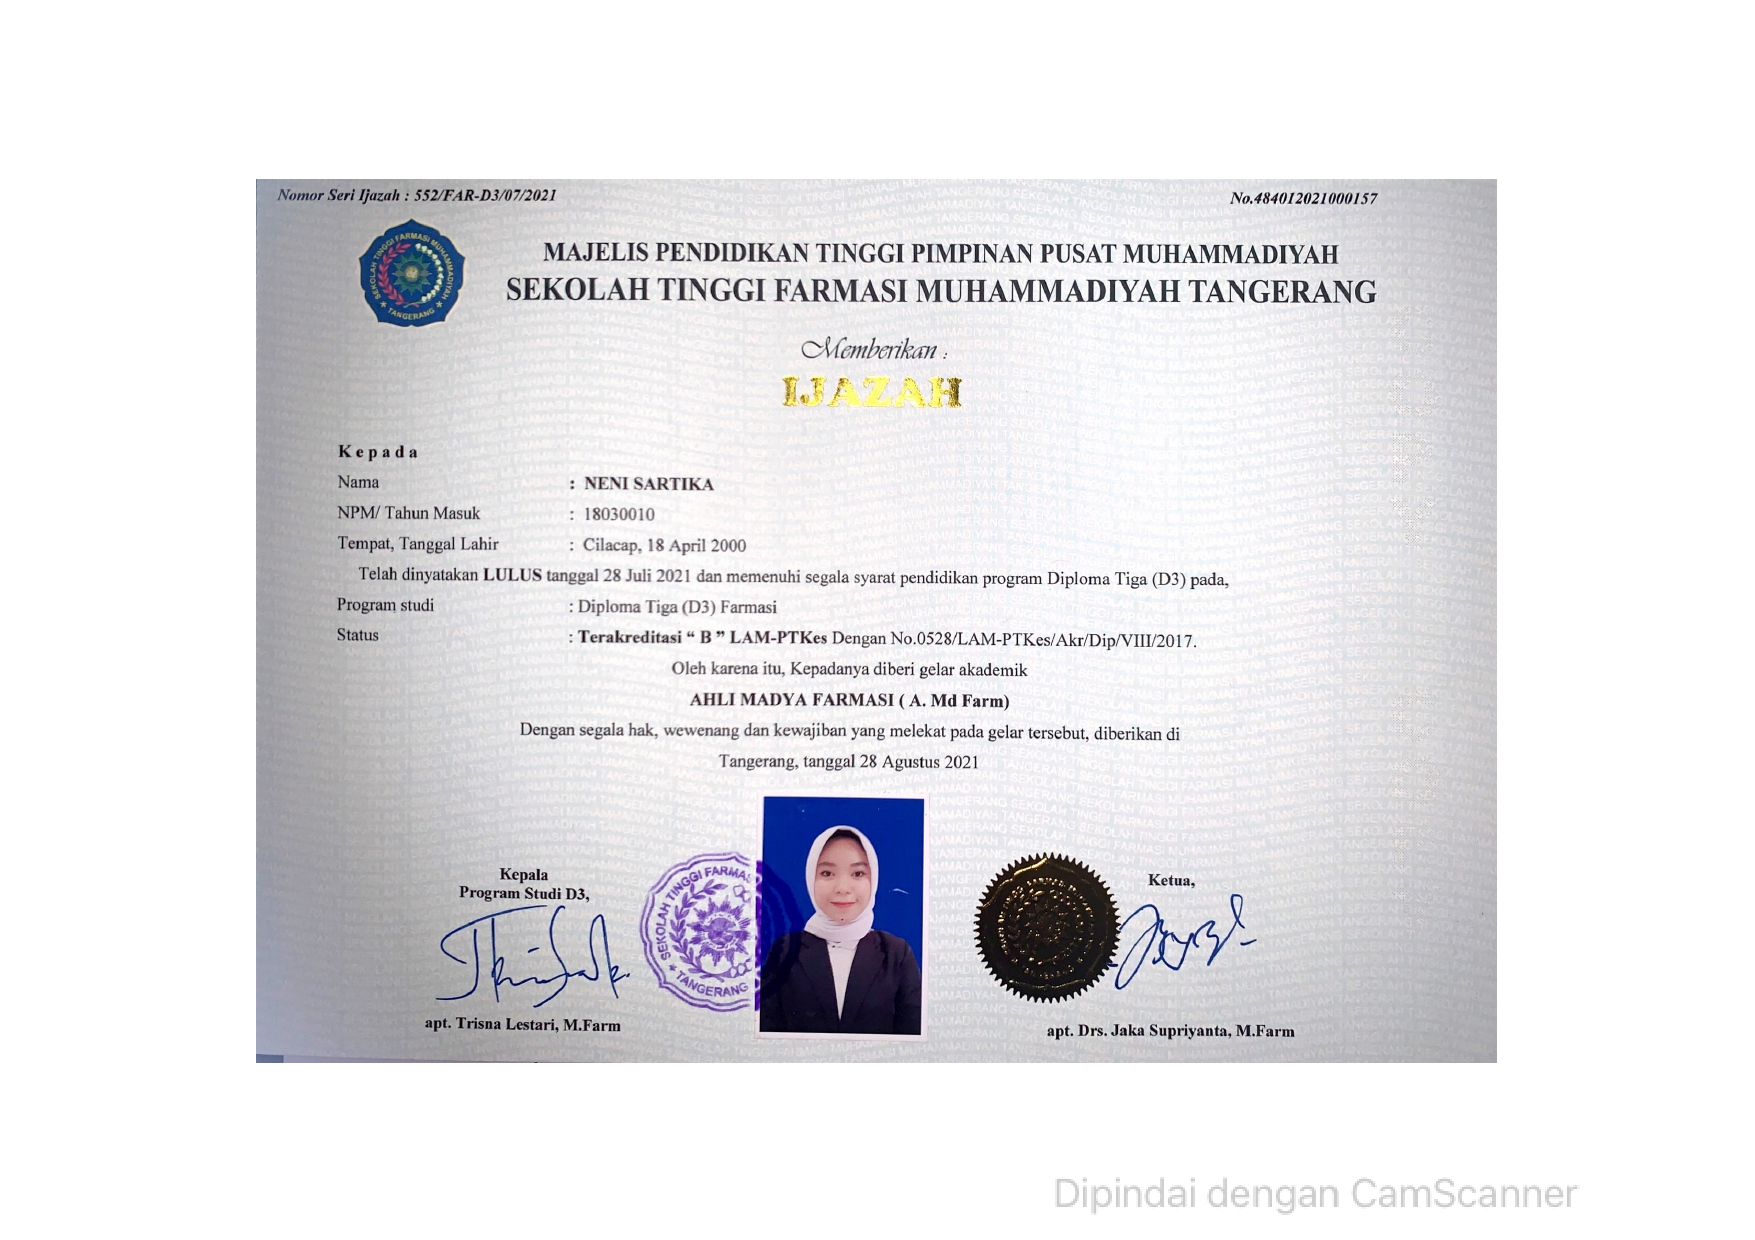 Nomor Seri Ijazah : 552/FAR-D3/07/2021
No.484012021000157
SEKOLAH TINGGI FARMASI MUHAMMADIYAH
TANGERANG
MAJELIS PENDIDIKAN TINGGI PIMPINAN PUSAT MUHAMMADIYAH
SEKOLAH TINGGI FARMASI MUHAMMADIYAH TANGERANG
Memberikan :
IJAZAH
Kepada
Nama : NENI SARTIKA
NPM/ Tahun Masuk : 18030010
Tempat, Tanggal Lahir : Cilacap, 18 April 2000
Telah dinyatakan LULUS tanggal 28 Juli 2021 dan memenuhi segala syarat pendidikan program Diploma Tiga (D3) pada,
Program studi : Diploma Tiga (D3) Farmasi
Status : Terakreditasi “ B ” LAM-PTKes Dengan No.0528/LAM-PTKes/Akr/Dip/VIII/2017.
Oleh karena itu, Kepadanya diberi gelar akademik
AHLI MADYA FARMASI ( A. Md Farm)
Dengan segala hak, wewenang dan kewajiban yang melekat pada gelar tersebut, diberikan di
Tangerang, tanggal 28 Agustus 2021
Kepala
Program Studi D3,
SEKOLAH TINGGI FARMAS
TANGERANG
apt. Trisna Lestari, M.Farm
Ketua,
apt. Drs. Jaka Supriyanta, M.Farm
Dipindai dengan CamScanner